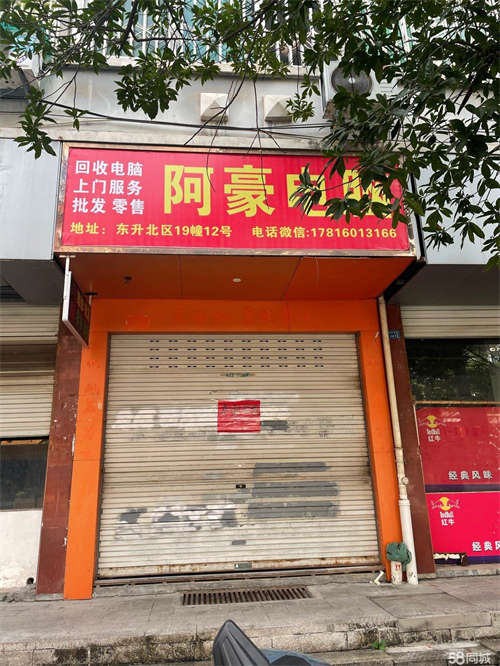 回收电脑
上门服务
批发 零售
阿豪电脑
地址：东升北区19幢12号 电话微信:17816013166
红牛
经典风味
红牛
经典风
58同城